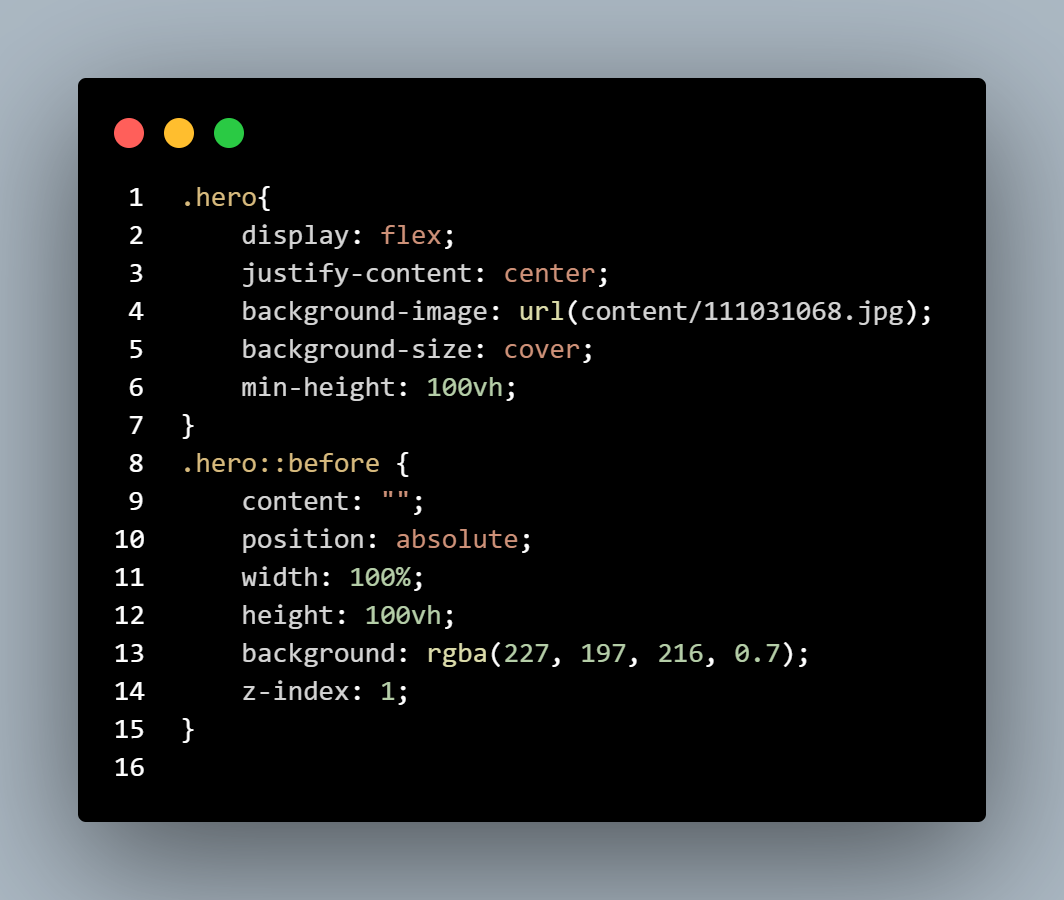 1 .hero{
2     display: flex;
3     justify-content: center;
4     background-image: url(content/111031068.jpg);
5     background-size: cover;
6     min-height: 100vh;
7 }
8 .hero::before {
9     content: "";
10     position: absolute;
11     width: 100%;
12     height: 100vh;
13     background: rgba(227, 197, 216, 0.7);
14     z-index: 1;
15 }
16